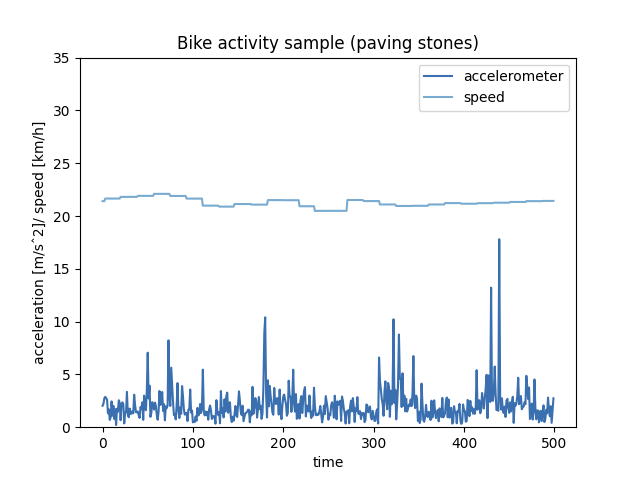 Bike activity sample (paving stones)
accelerometer
speed
acceleration [m/s^2]/ speed [km/h]
35
30
25
20
15
10
5
0
0 100 200 300 400 500
time